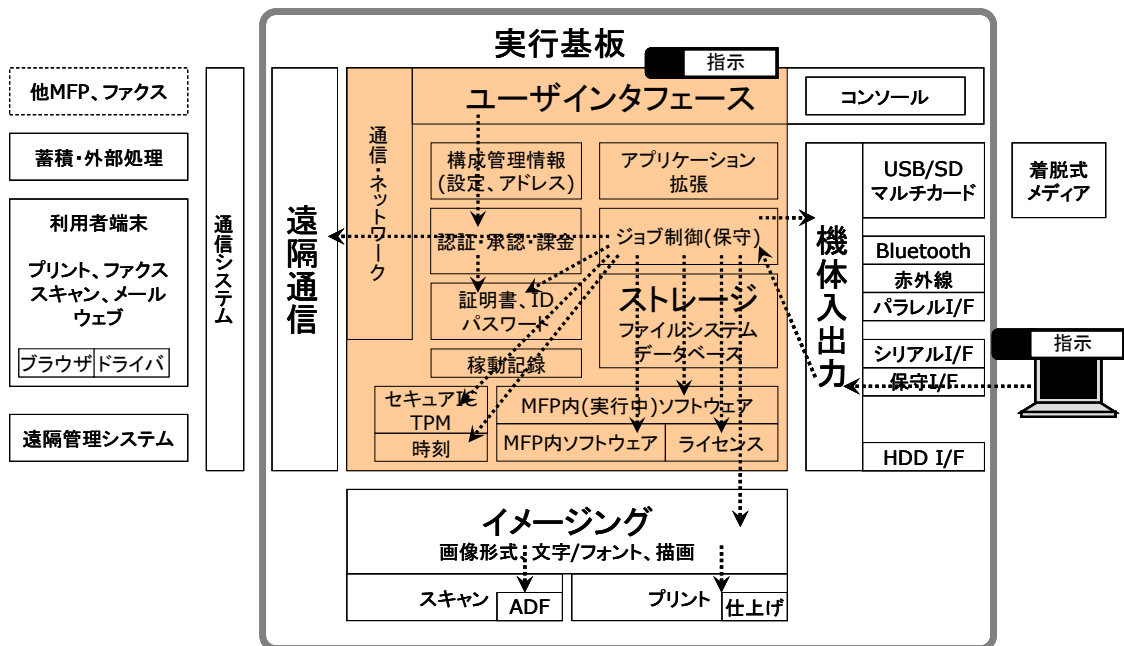 実行基板
指示
他MFP、ファクス
蓄積・外部処理
利用者端末
プリント、ファクス
スキャン、メール
ウェブ
ブラウザ
ドライバ
遠隔管理システム
通信システム
遠隔通信
通信・ネットワーク
ユーザインタフェース
コンソール
構成管理情報
(設定、アドレス)
アプリケーション
拡張
認証・承認・課金
ジョブ制御(保守)
証明書、ID
パスワード
ストレージ
ファイルシステム
データベース
稼動記録
セキュアIC
TPM
時刻
MFP内(実行中)ソフトウェア
MFP内ソフトウェア
ライセンス
機体入出力
USB/SD
マルチカード
Bluetooth
赤外線
パラレルI/F
シリアルI/F
保守I/F
HDD I/F
着脱式
メディア
指示
イメージング
画像形式、文字/フォント、描画
スキャン
ADF
プリント
仕上げ